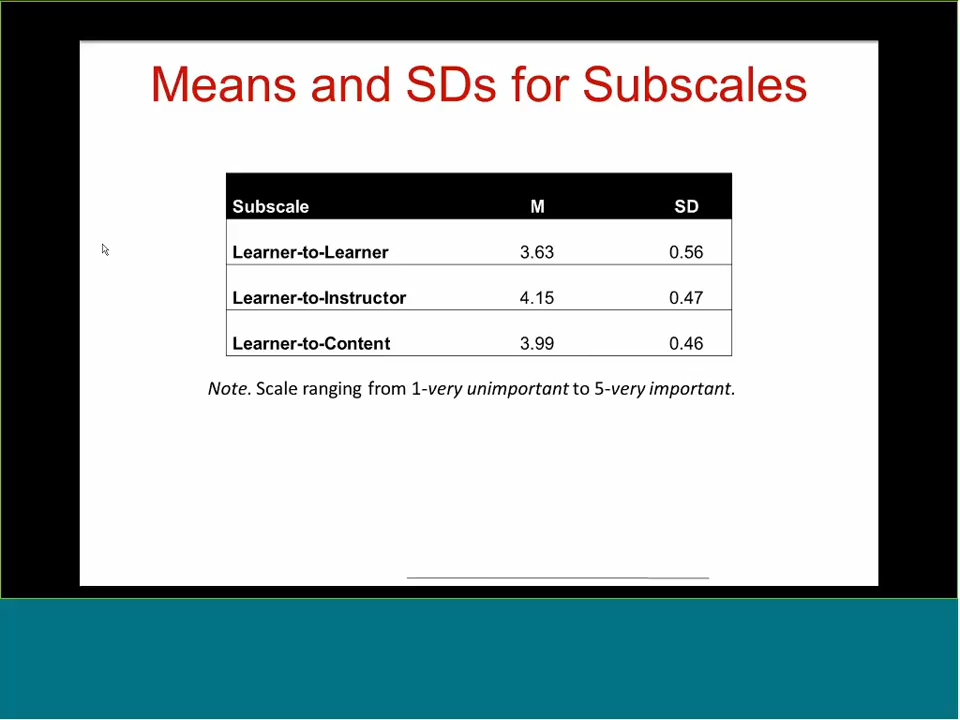 Means and SDs for Subscales
Subscale M SD
Learner-to-Learner 3.63 0.56
Learner-to-Instructor 4.15 0.47
Learner-to-Content 3.99 0.46
Note. Scale ranging from 1-very unimportant to 5-very important.